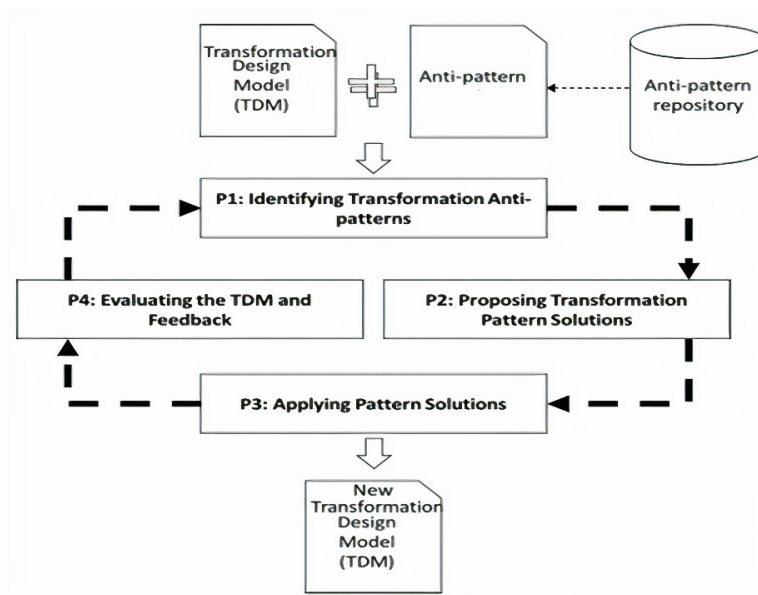 Transformation
Design
Model
(TDM)
Anti-pattern
Anti-pattern
repository
P1: Identifying Transformation Anti-
patterns
P4: Evaluating the TDM and
Feedback
P2: Proposing Transformation
Pattern Solutions
P3: Applying Pattern Solutions
New
Transformation
Design
Model
(TDM)